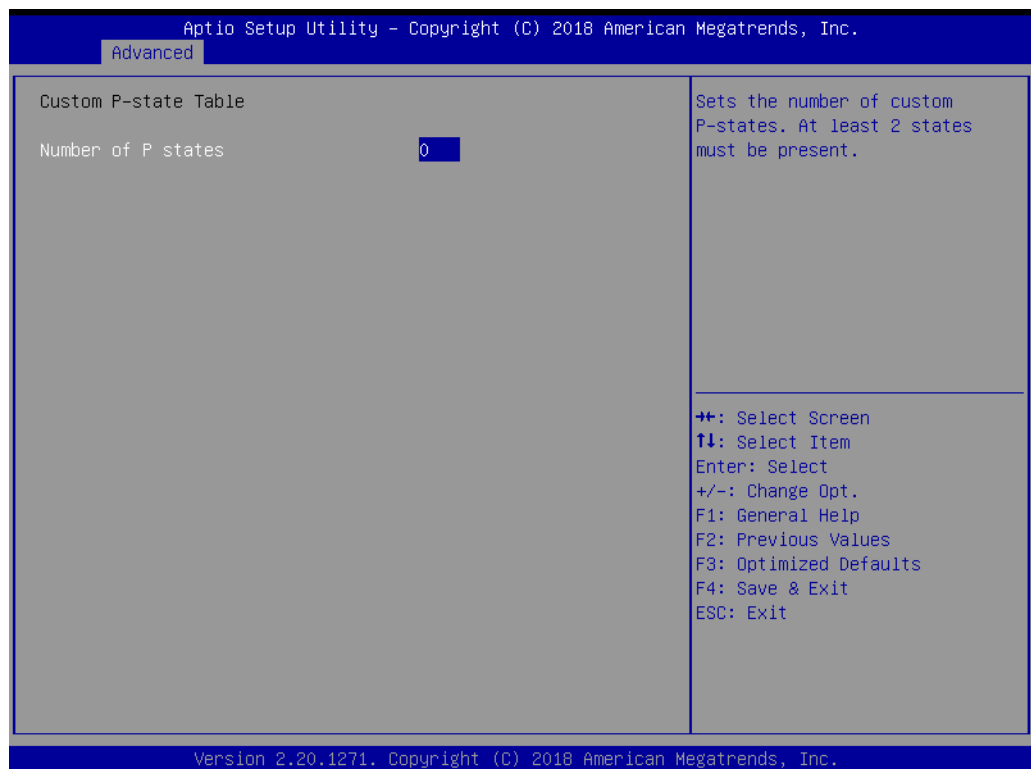 Aptio Setup Utility – Copyright (C) 2018 American Megatrends, Inc.
Advanced
Custom P-state Table
Number of P states 0
Sets the number of custom
P-states. At least 2 states
must be present.
→←: Select Screen
↑↓: Select Item
Enter: Select
+/-: Change Opt.
F1: General Help
F2: Previous Values
F3: Optimized Defaults
F4: Save & Exit
ESC: Exit
Version 2.20.1271. Copyright (C) 2018 American Megatrends, Inc.